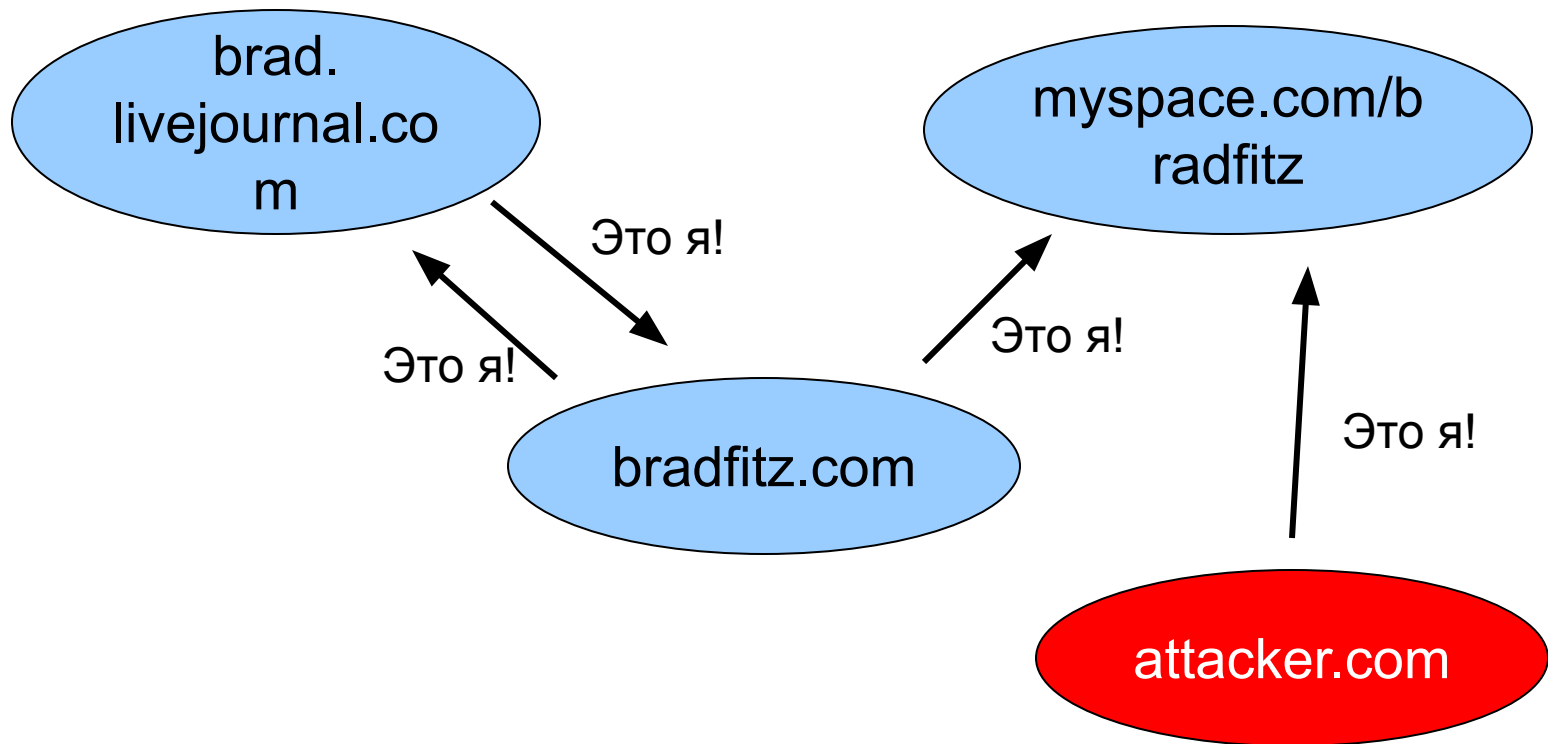 brad.
livejournal.co
m
myspace.com/b
radfitz
Это я!
Это я!
Это я!
Это я!
bradfitz.com
attacker.com